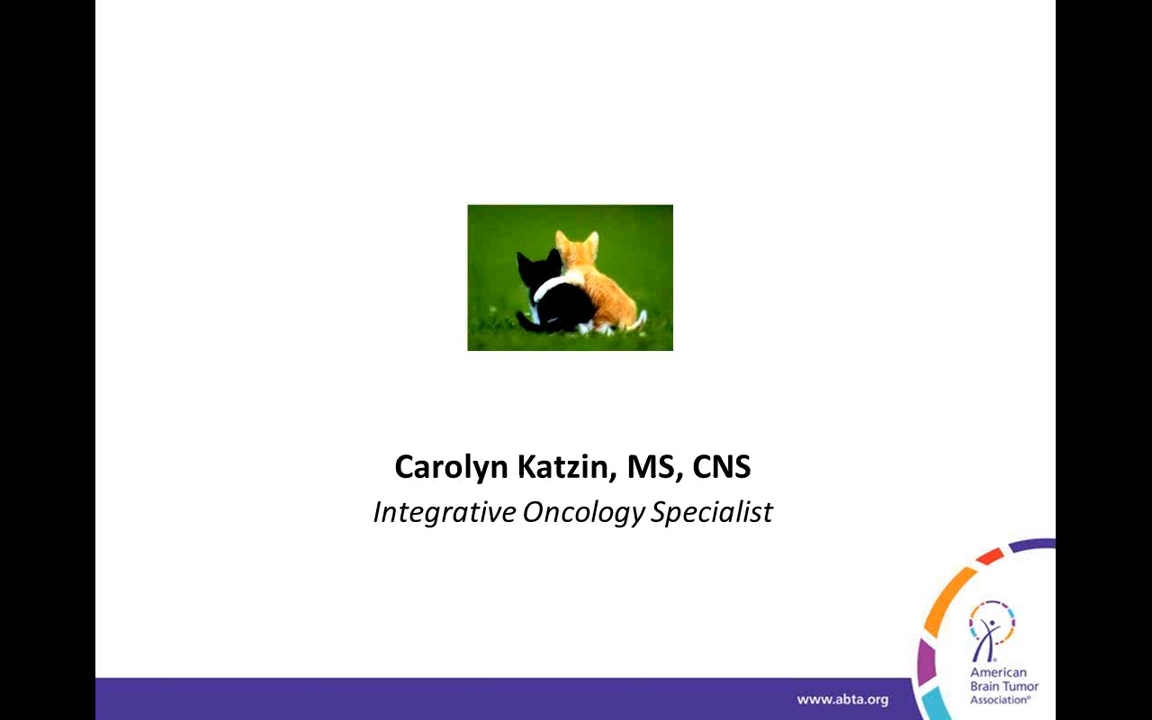 Carolyn Katzin, MS, CNS
Integrative Oncology Specialist
www.abta.org
American
Brain Tumor
Association®